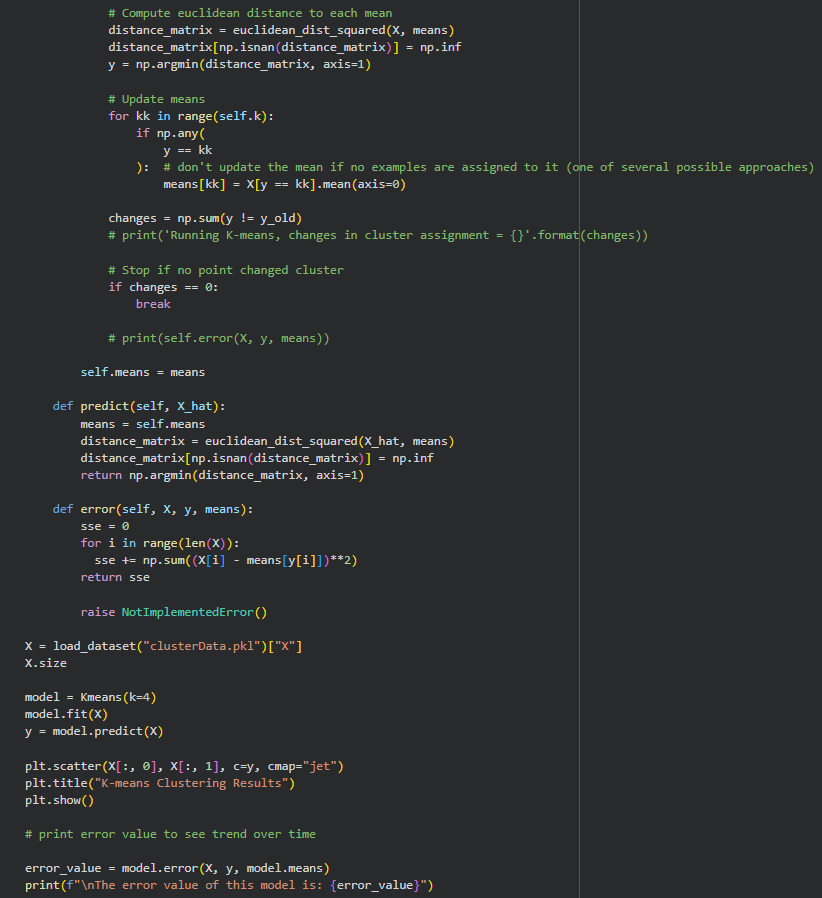 # Compute euclidean distance to each mean
distance_matrix = euclidean_dist_squared(X, means)
distance_matrix[np.isnan(distance_matrix)] = np.inf
y = np.argmin(distance_matrix, axis=1)
# Update means
for kk in range(self.k):
if np.any(
y == kk
):  # don't update the mean if no examples are assigned to it (one of several possible approaches)
means[kk] = X[y == kk].mean(axis=0)
changes = np.sum(y != y_old)
# print('Running K-means, changes in cluster assignment = {}'.format(changes))
# Stop if no point changed cluster
if changes == 0:
break
# print(self.error(X, y, means))
self.means = means
def predict(self, X_hat):
means = self.means
distance_matrix = euclidean_dist_squared(X_hat, means)
distance_matrix[np.isnan(distance_matrix)] = np.inf
return np.argmin(distance_matrix, axis=1)
def error(self, X, y, means):
sse = 0
for i in range(len(X)):
sse += np.sum((X[i] - means[y[i]])**2)
return sse
raise NotImplementedError()
X = load_dataset("clusterData.pkl")["X"]
X.size
model = Kmeans(k=4)
model.fit(X)
y = model.predict(X)
plt.scatter(X[:, 0], X[:, 1], c=y, cmap="jet")
plt.title("K-means Clustering Results")
plt.show()
# print error value to see trend over time
error_value = model.error(X, y, model.means)
print(f"\nThe error value of this model is: {error_value}")